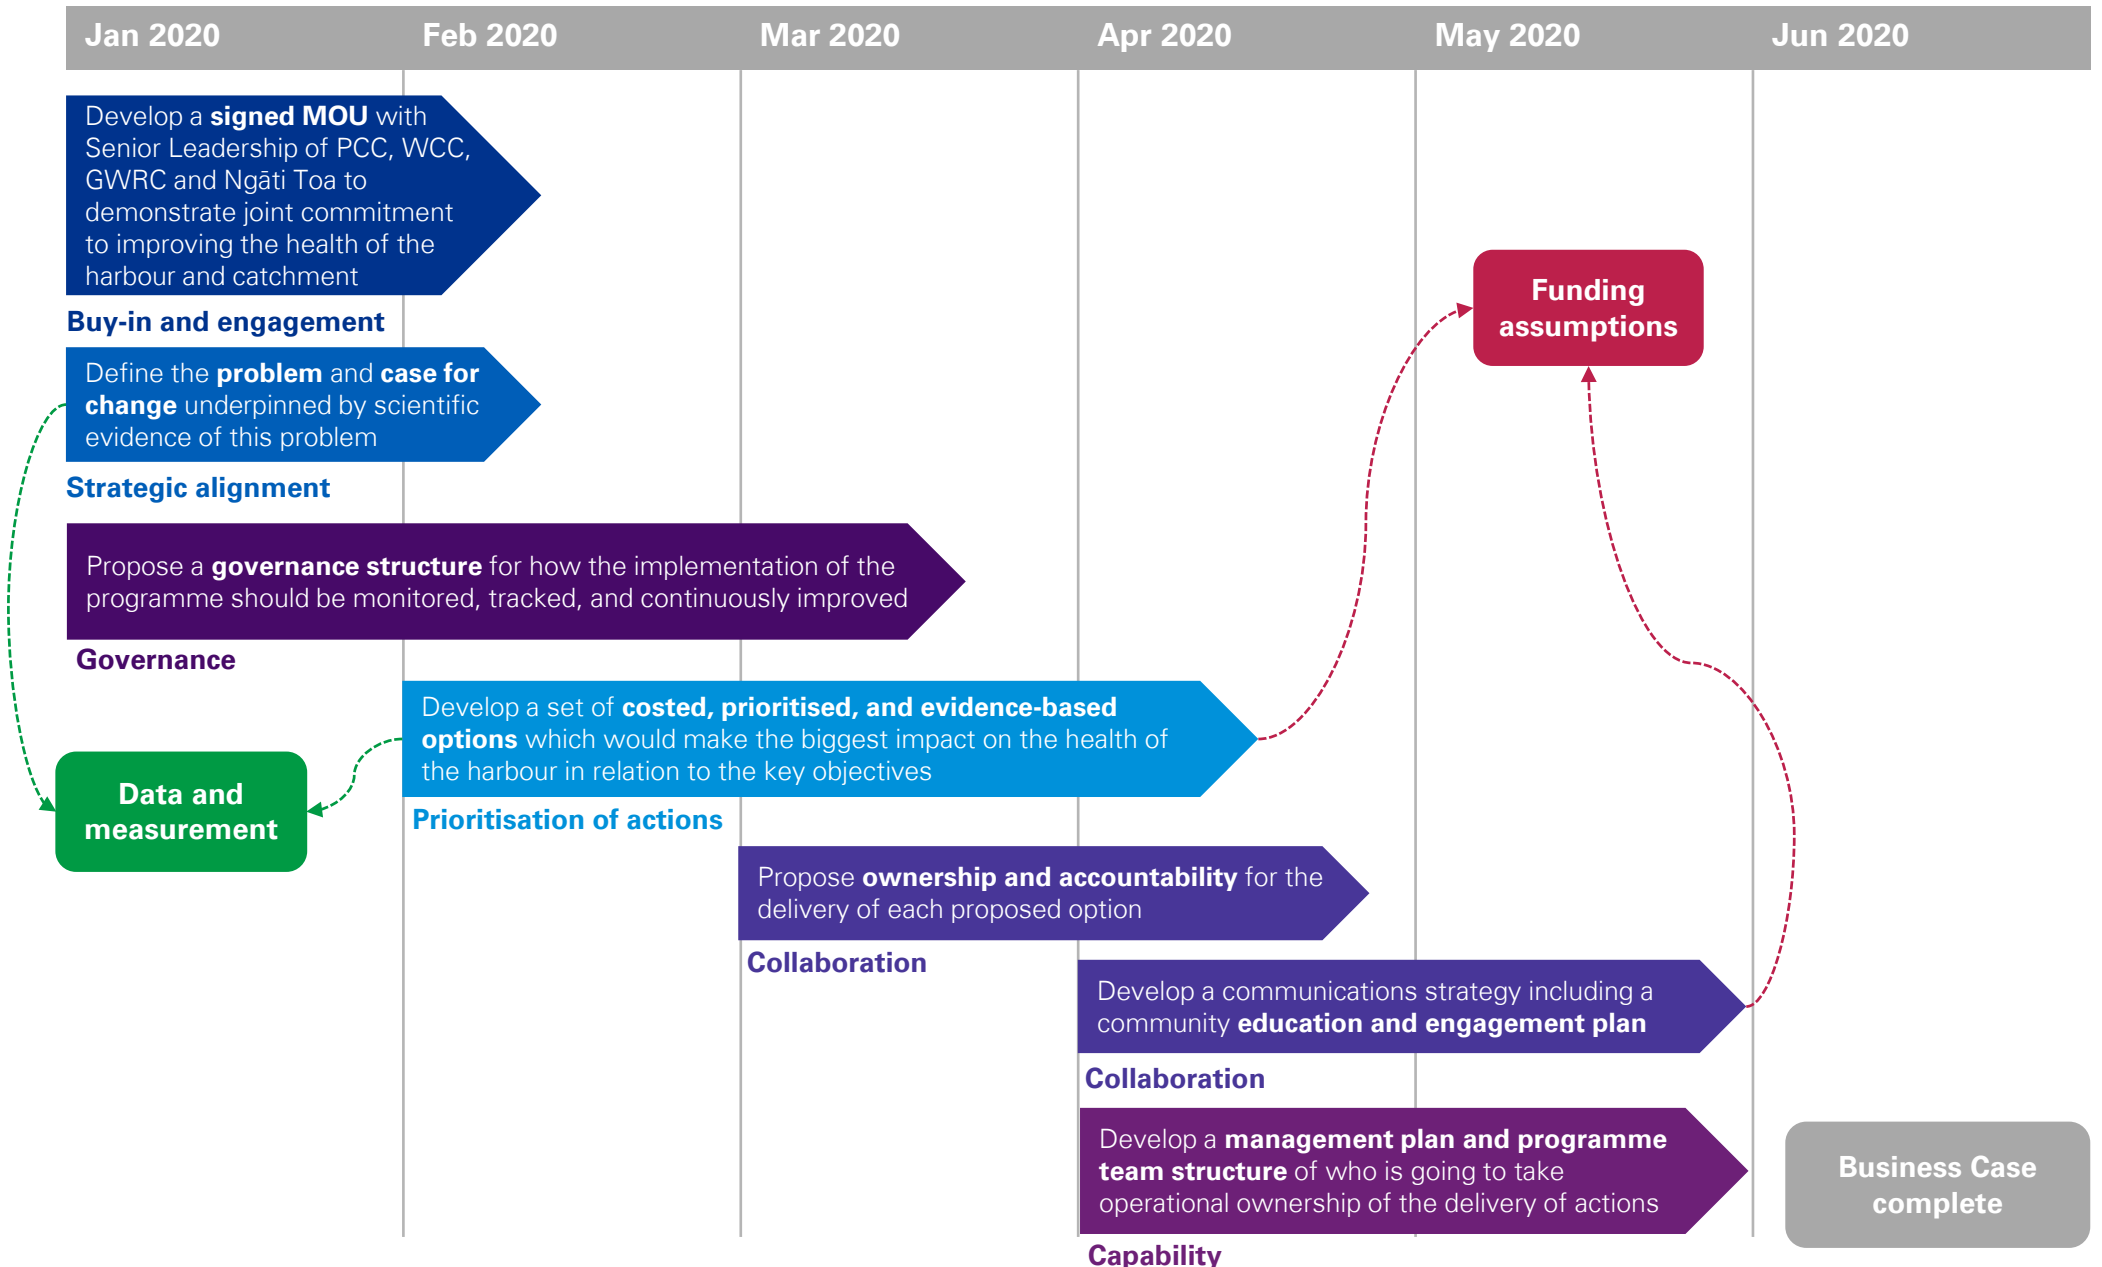 Jan 2020
Feb 2020
Mar 2020
Apr 2020
May 2020
Jun 2020
Develop a signed MOU with
Senior Leadership of PCC, WCC,
GWRC and Ngāti Toa to
demonstrate joint commitment
to improving the health of the
harbour and catchment
Buy-in and engagement
Funding
assumptions
Define the problem and case for
change underpinned by scientific
evidence of this problem
Strategic alignment
Propose a governance structure for how the implementation of the
programme should be monitored, tracked, and continuously improved
Governance
Develop a set of costed, prioritised, and evidence-based
options which would make the biggest impact on the health of
the harbour in relation to the key objectives
Prioritisation of actions
Data and
measurement
Propose ownership and accountability for the
delivery of each proposed option
Collaboration
Develop a communications strategy including a
community education and engagement plan
Collaboration
Develop a management plan and programme
team structure of who is going to take
operational ownership of the delivery of actions
Capability
Business Case
complete